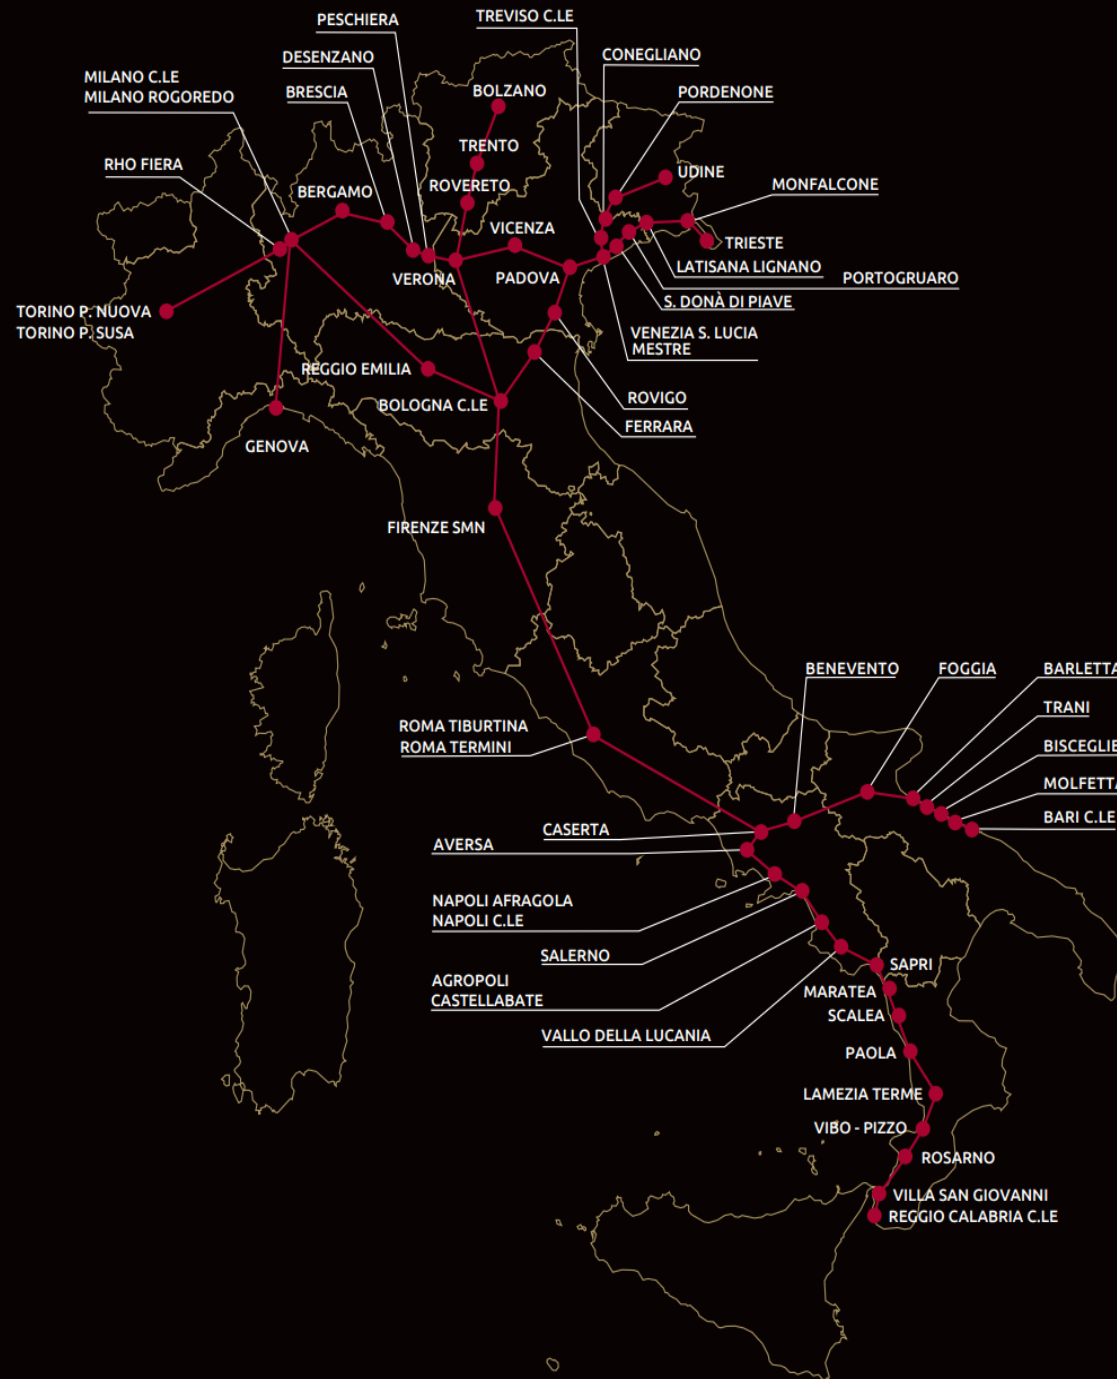 PESCHIERA
TREVISO C.LE
DESENZANO
CONEGLIANO
MILANO C.LE
MILANO ROGOREDO
BRESCIA
BOLZANO
PORDENONE
TRENTO
RHO FIERA
BERGAMO
ROVERETO
UDINE
MONFALCONE
VICENZA
TRIESTE
VERONA
PADOVA
LATISANA LIGNANO
PORTOGRUARO
S. DONÀ DI PIAVE
TORINO P. NUOVA
TORINO P. SUSA
VENEZIA S. LUCIA
MESTRE
REGGIO EMILIA
BOLOGNA C.LE
ROVIGO
FERRARA
GENOVA
FIRENZE SMN
BENEVENTO
FOGGIA
BARLETTA
TRANI
ROMA TIBURTINA
ROMA TERMINI
BISCEGLIE
MOLFETTA
BARI C.LE
CASERTA
AVERSA
NAPOLI AFRAGOLA
NAPOLI C.LE
SALERNO
SAPRI
AGROPOLI
CASTELLABATE
MARATEA
SCALEA
VALLO DELLA LUCANIA
PAOLA
LAMEZIA TERME
VIBO - PIZZO
ROSARNO
VILLA SAN GIOVANNI
REGGIO CALABRIA C.LE